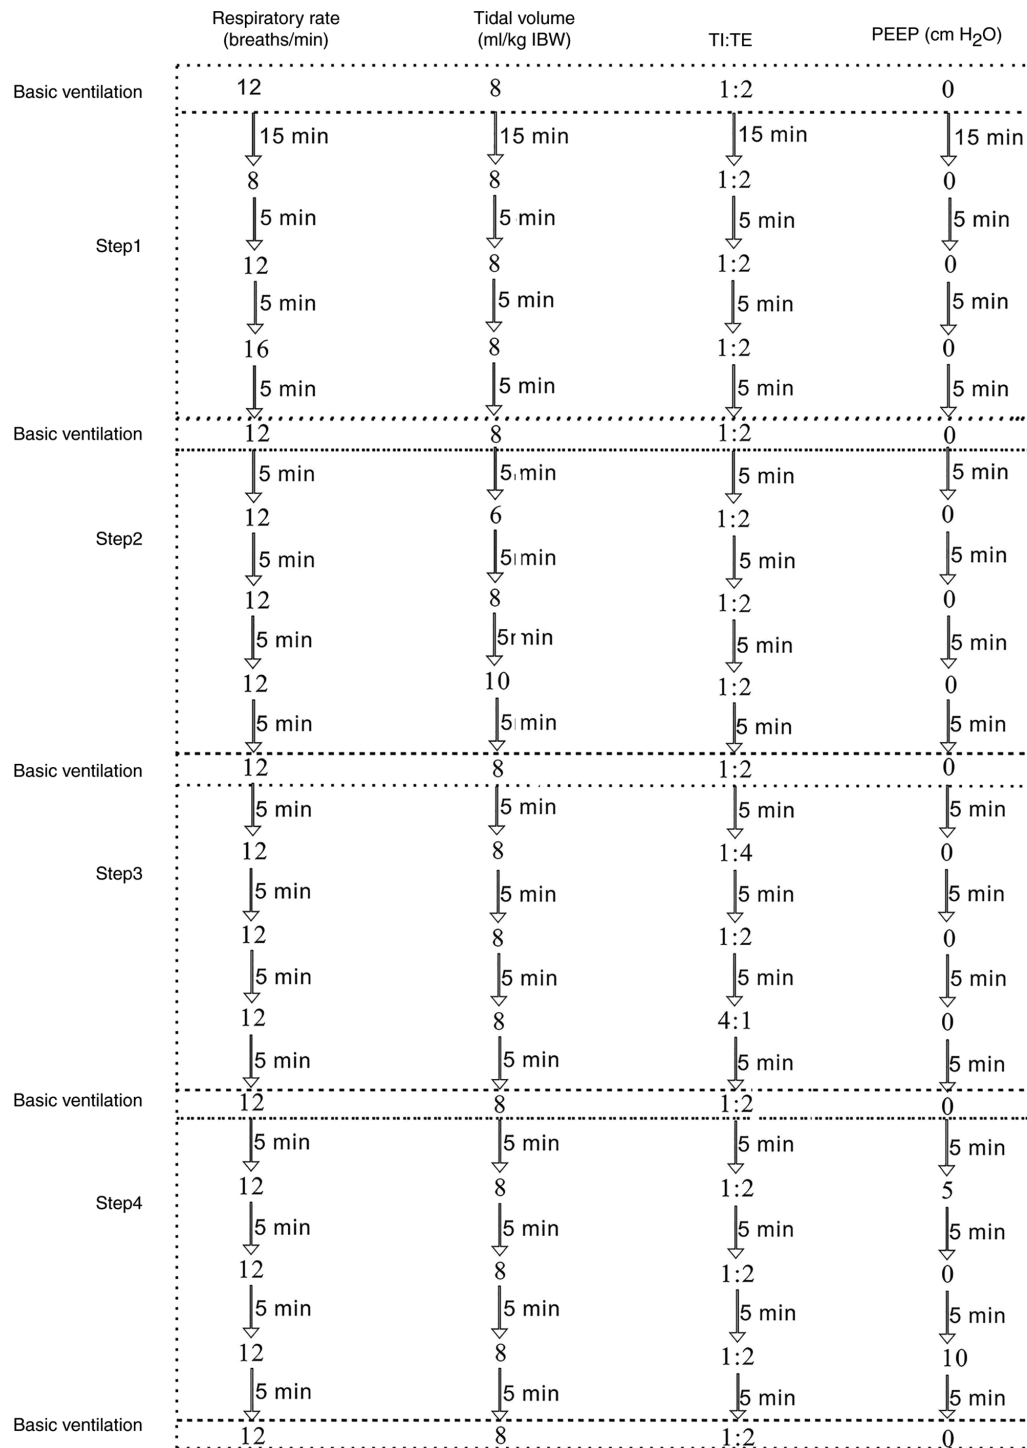 Respiratory rate Tidal volume
(breaths/min) (ml/kg IBW) TI:TE PEEP (cm H2O)
Basic ventilation 12 8 1:2 0
15 min 15 min 15 min 15 min
8 8 1:2 0
5 min 5 min 5 min 5 min
Step1
12 8 1:2 0
5 min 5 min 5 min 5 min
16 8 1:2 0
5 min 5 min 5 min 5 min
Basic ventilation 12 8 1:2 0
5 min 5 min 5 min 5 min
12 6 1:2 0
Step2
5 min 5 min 5 min 5 min
12 8 1:2 0
5 min 5 min 5 min 5 min
12 10 1:2 0
5 min 5 min 5 min 5 min
Basic ventilation 12 8 1:2 0
5 min 5 min 5 min 5 min
12 8 1:4 0
Step3
5 min 5 min 5 min 5 min
12 8 1:2 0
5 min 5 min 5 min 5 min
12 8 4:1 0
5 min 5 min 5 min 5 min
Basic ventilation 12 8 1:2 0
5 min 5 min 5 min 5 min
12 8 1:2 5
Step4
5 min 5 min 5 min 5 min
12 8 1:2 0
5 min 5 min 5 min 5 min
12 8 1:2 10
5 min 5 min 5 min 5 min
Basic ventilation 12 8 1:2 0